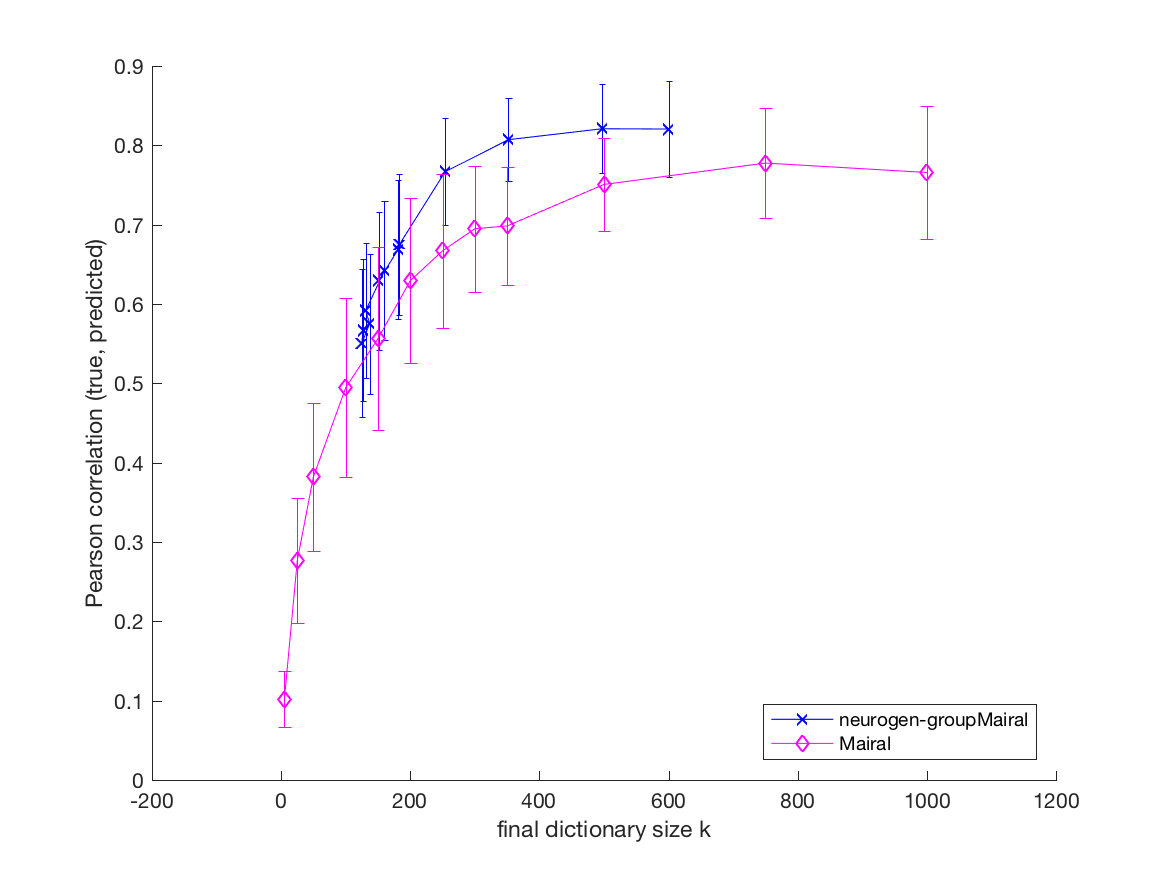 0.9
0.8
0.7
0.6
0.5
0.4
0.3
0.2
0.1
0
Pearson correlation (true, predicted)
neurogen-groupMairal
Mairal
-200 0 200 400 600 800 1000 1200
final dictionary size k